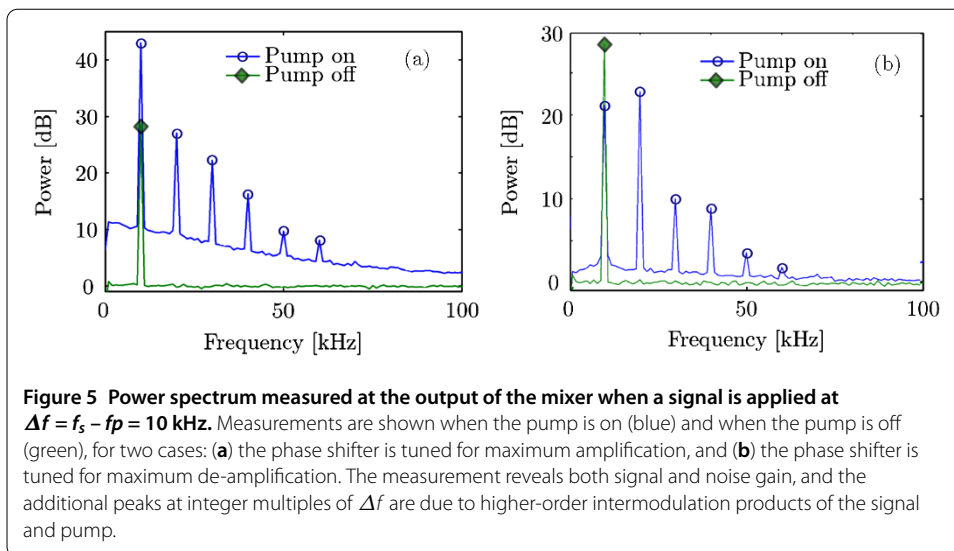 40
30
20
10
0
Power [dB]
Pump on
Pump off
(a)
0
50
100
Frequency [kHz]
30
20
10
0
Power [dB]
Pump on
Pump off
(b)
0
50
100
Frequency [kHz]
Figure 5 Power spectrum measured at the output of the mixer when a signal is applied at
Δf = fs – fp = 10 kHz. Measurements are shown when the pump is on (blue) and when the pump is off
(green), for two cases: (a) the phase shifter is tuned for maximum amplification, and (b) the phase shifter is
tuned for maximum de-amplification. The measurement reveals both signal and noise gain, and the
additional peaks at integer multiples of Δf are due to higher-order intermodulation products of the signal
and pump.